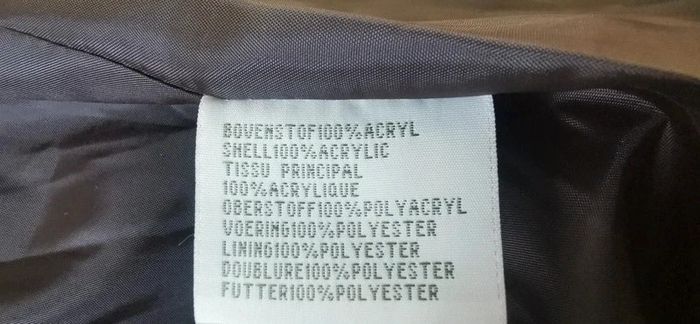 BOVENSTOF100%ACRYL
SHELL100%ACRYLIC
TISSU PRINCIPAL
100%ACRYLIQUE
OBERSTOFF100%POLYACRYL
VOERING100%POLYESTER
LINING100%POLYESTER
DOUBLURE100%POLYESTER
FUTTER100%POLYESTER